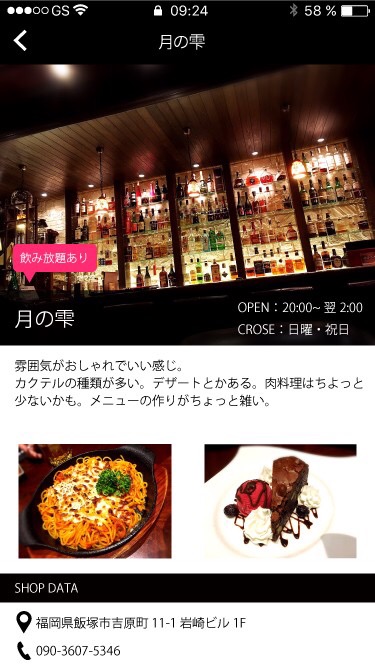 GS 09:24 58 %
月の雫
飲み放題あり
月の雫
OPEN：20:00~ 翌 2:00
CROSE：日曜・祝日
雰囲気がおしゃれでいい感じ。
カクテルの種類が多い。デザートとかある。肉料理はちよっと
少ないかも。メニューの作りがちょっと雑い。
SHOP DATA
福岡県飯塚市吉原町 11-1 岩崎ビル 1F
090-3607-5346